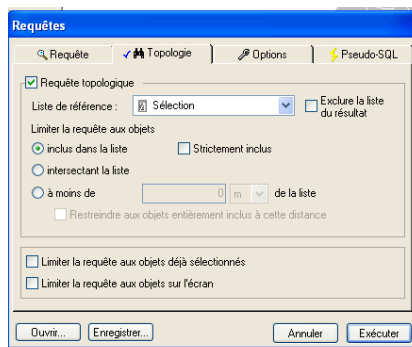 Requêtes
Requête Topologie Options Pseudo-SQL
Requête topologique
Liste de référence : Sélection Exclure la liste
du résultat
Limiter la requête aux objets
inclus dans la liste Strictement inclus
intersectant la liste
à moins de 0 m de la liste
Restreindre aux objets entièrement inclus à cette distance
Limiter la requête aux objets déjà sélectionnés
Limiter la requête aux objets sur l'écran
Ouvrir... Enregistrer... Annuler Exécuter